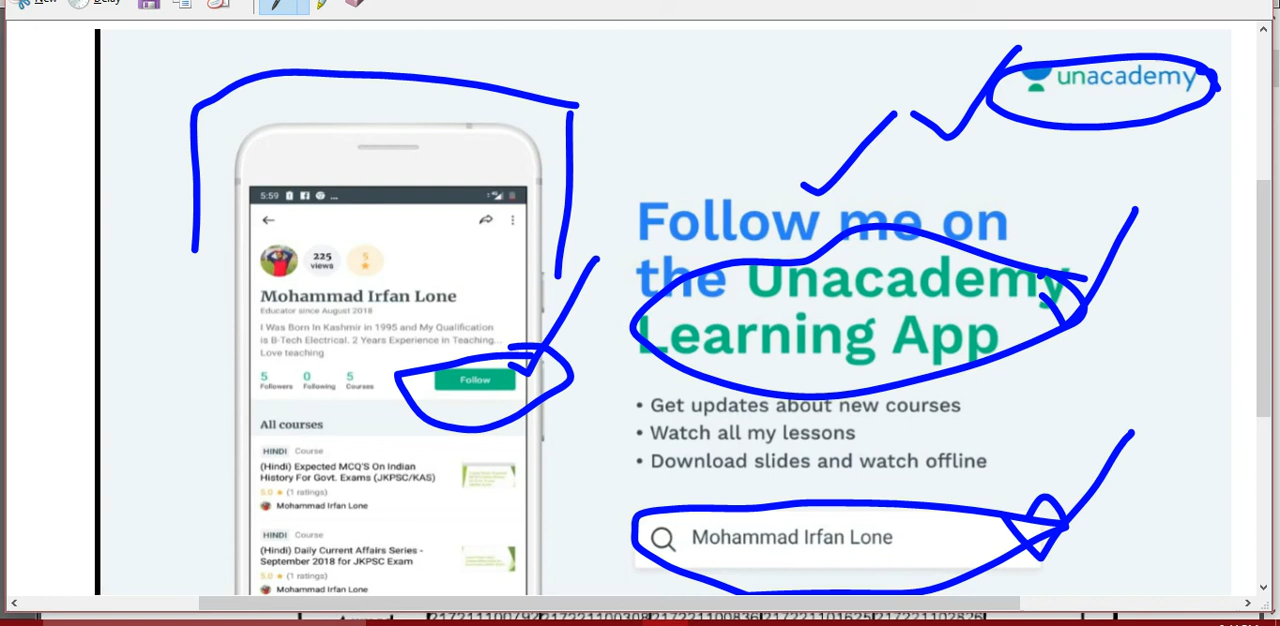 New Delay
unacademy
5:59
225
views
5
Mohammad Irfan Lone
Educator since August 2018
I Was Born In Kashmir in 1995 and My Qualification
is B-Tech Electrical. 2 Years Experience in Teaching...
Love teaching
5 0 5
Followers Following Courses
Follow
All courses
HINDI Course
(Hindi) Expected MCQ'S On Indian
History For Govt. Exams (JKPSC/KAS)
5.0 ★ (1 ratings)
Mohammad Irfan Lone
HINDI Course
(Hindi) Daily Current Affairs Series -
September 2018 for JKPSC Exam
5.0 ★ (1 ratings)
Mohammad Irfan Lone
Follow me on
the Unacademy
Learning App
• Get updates about new courses
• Watch all my lessons
• Download slides and watch offline
Mohammad Irfan Lone